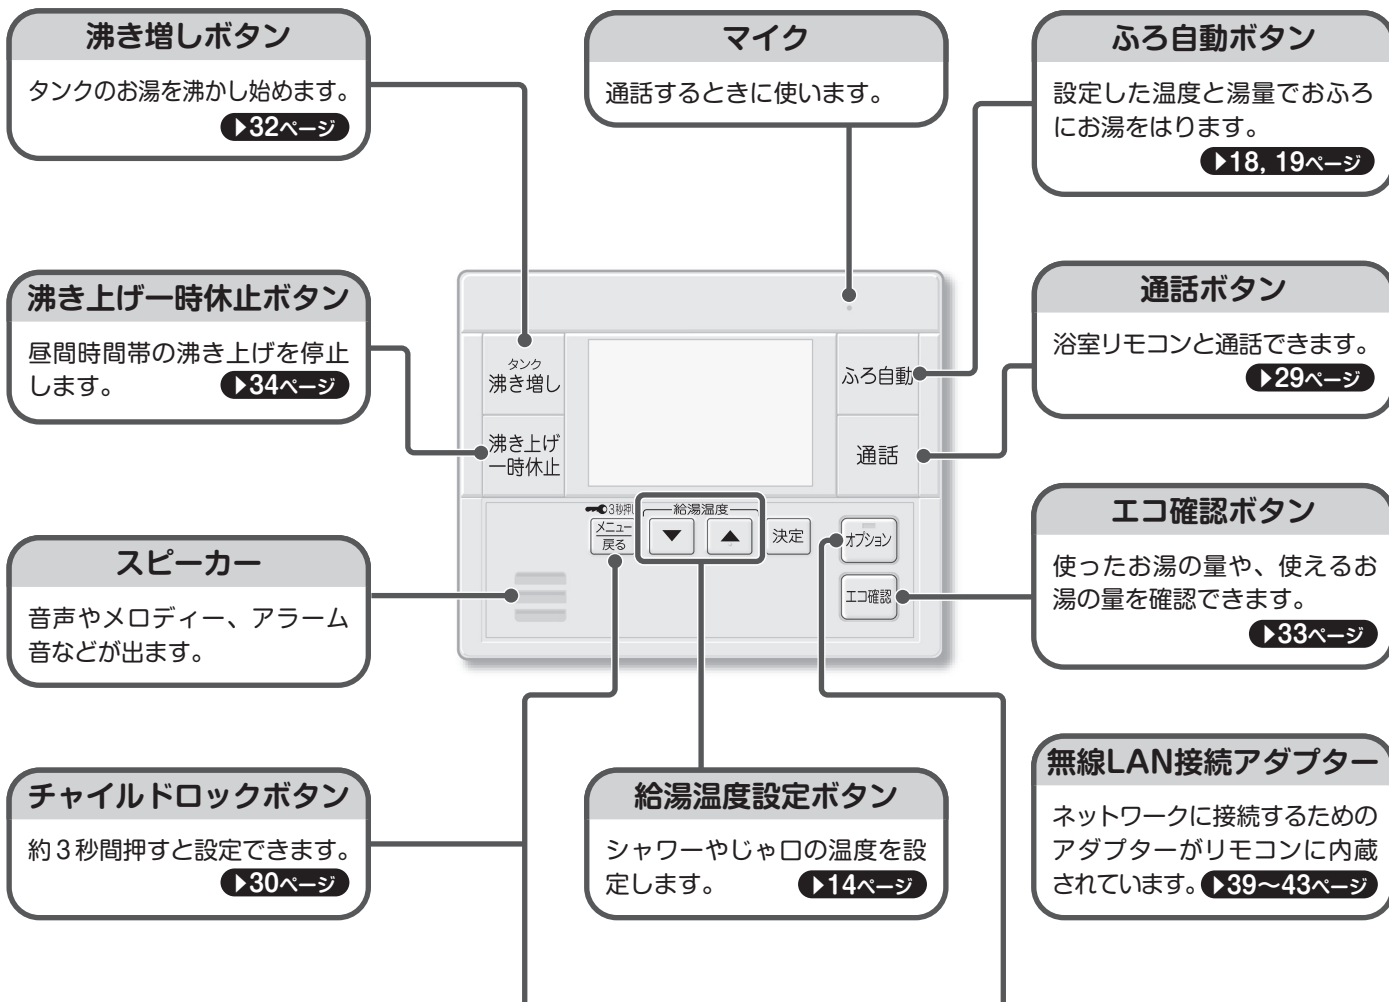 沸き増しボタン
タンクのお湯を沸かし始めます。
▶32ページ
マイク
通話するときに使います。
ふろ自動ボタン
設定した温度と湯量でおふろ
にお湯をはります。
▶18, 19ページ
沸き上げ一時休止ボタン
昼間時間帯の沸き上げを停止
します。 ▶34ページ
通話ボタン
浴室リモコンと通話できます。
▶29ページ
タンク
沸き増し
沸き上げ
一時休止
ふろ自動
通話
3秒押し
メニュー
戻る
給湯温度
▼ ▲
決定
オプション
エコ確認
スピーカー
音声やメロディー、アラーム
音などが出ます。
エコ確認ボタン
使ったお湯の量や、使えるお
湯の量を確認できます。
▶33ページ
チャイルドロックボタン
約3秒間押すと設定できます。
▶30ページ
給湯温度設定ボタン
シャワーやじゃ口の温度を設
定します。 ▶14ページ
無線LAN接続アダプター
ネットワークに接続するための
アダプターがリモコンに内蔵
されています。 ▶39〜43ページ